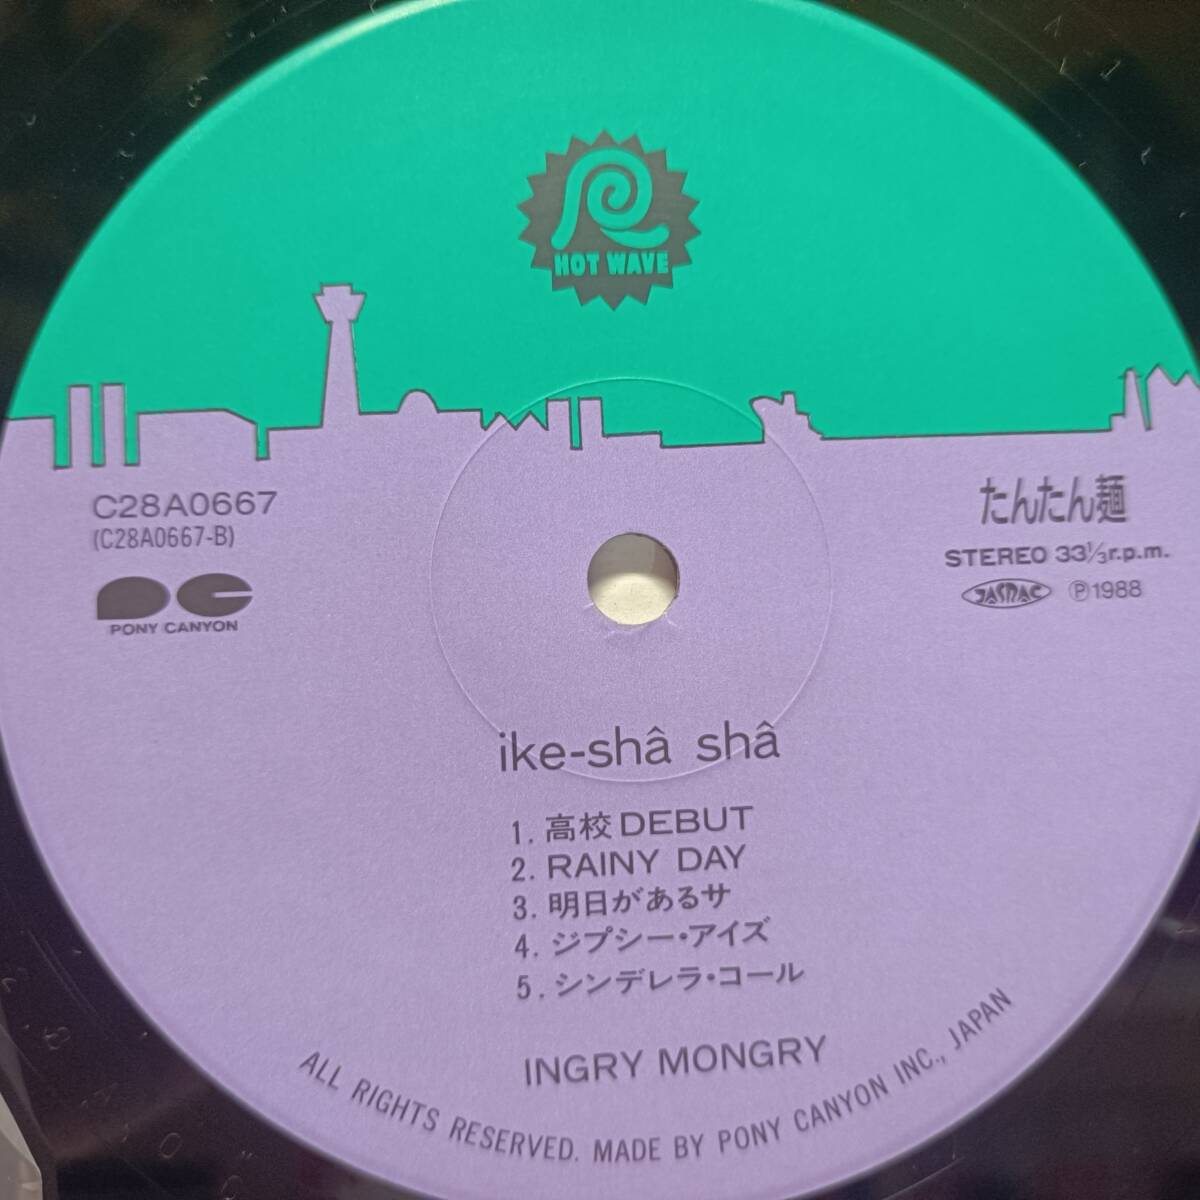 HOT WAVE
C28A0667
(C28A0667-B)
PONY CANYON
たんたん麺
STEREO 33⅓r.p.m.
JASRAC ℗1988
ike-shâ shâ
1. 高校DEBUT
2. RAINY DAY
3. 明日があるサ
4. ジプシー・アイズ
5. シンデレラ・コール
INGRY MONGRY
ALL RIGHTS RESERVED. MADE BY PONY CANYON INC., JAPAN